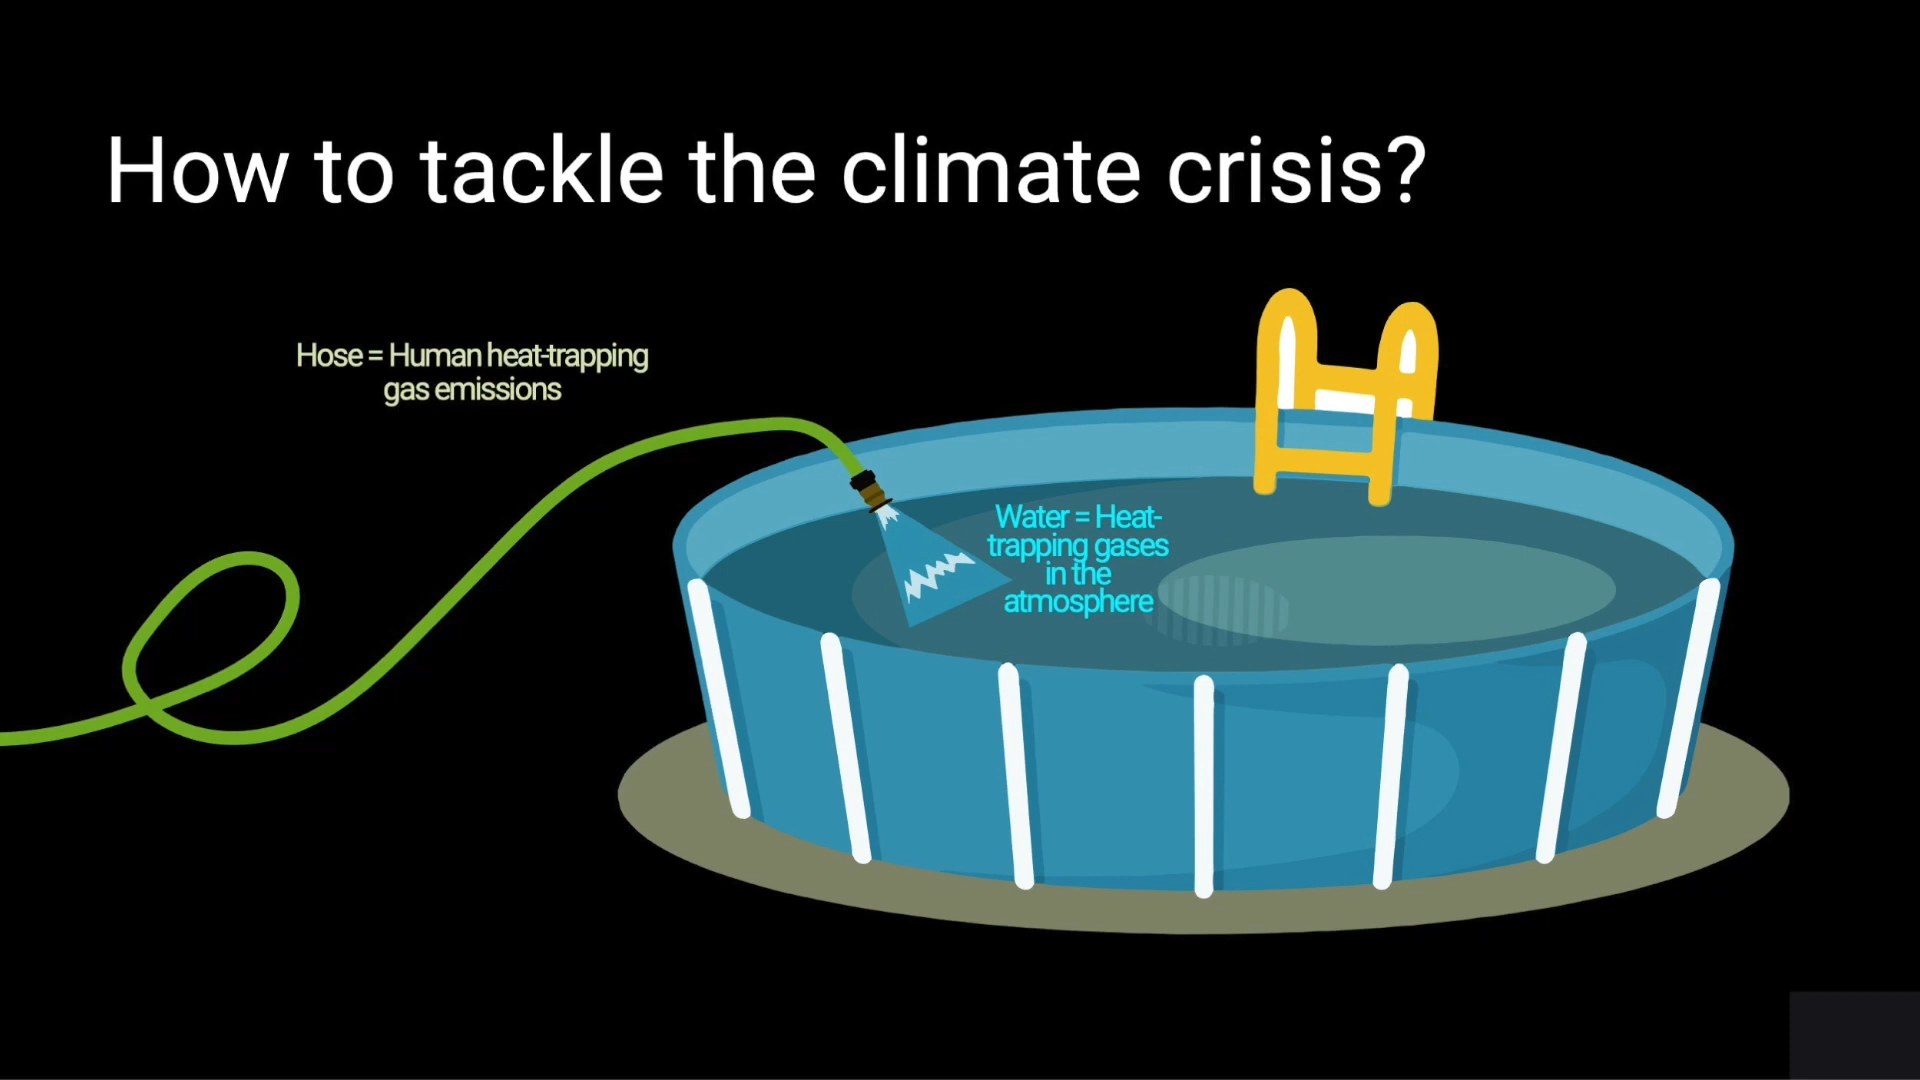 How to tackle the climate crisis?
Hose = Human heat-trapping
gas emissions
Water = Heat-
trapping gases
in the
atmosphere